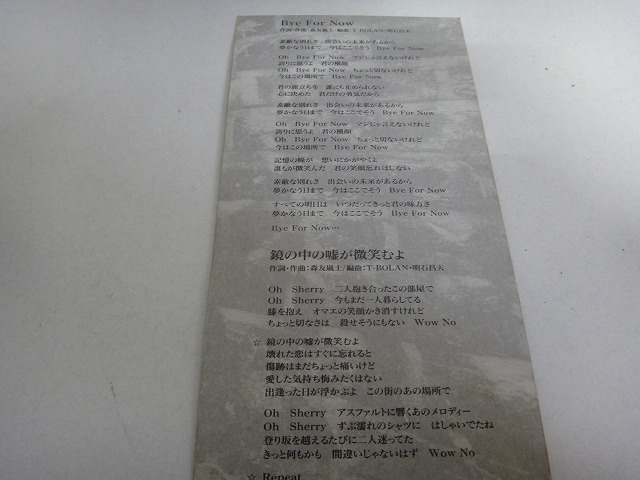 Bye For Now
作詞・作曲:森友嵐士/編曲:T-BOLAN・明石昌夫
素敵な別れさ 出会いの未来があるから
夢かなう日まで 今はここでそう Bye For Now
Oh Bye For Now マジじゃ言えないけれど
誇りに思うよ 君の横顔
Oh Bye For Now ちょっと切ないけれど
今はこの場所で Bye For Now
君の旅立ちを 誰にも止められない
心に決めた 君だけの勇気だから
素敵な別れさ 出会いの未来があるから
夢かなう日まで 今はここでそう Bye For Now
Oh Bye For Now マジじゃ言えないけれど
誇りに思うよ 君の横顔
Oh Bye For Now ちょっと切ないけれど
今はこの場所で Bye For Now
記憶の瞳が 想いにかがやくよ
誰もが微笑んだ 君の笑顔忘れはしない
素敵な別れさ 出会いの未来があるから
夢かなう日まで 今はここでそう Bye For Now
すべての明日は いつだってきっと君の味方さ
夢かなう日まで 今はここでそう Bye For Now
Bye For Now…
鏡の中の嘘が微笑むよ
作詞・作曲:森友嵐士/編曲:T-BOLAN・明石昌夫
Oh Sherry 二人抱き合ったこの部屋で
Oh Sherry 今もまだ一人暮らしてる
膝を抱え オマエの笑顔かき消すけれど
ちょっと切なさは 殺せそうにもない Wow No
☆ 鏡の中の嘘が微笑むよ
壊れた恋はすぐに忘れると
傷跡はまだちょっと痛いけど
愛した気持ち悔みたくはない
出逢った日が浮かぶよ この街のあの場所で
Oh Sherry アスファルトに響くあのメロディー
Oh Sherry ずぶ濡れのシャツに はしゃいでたね
登り坂を越えるたびに二人迷ってた
きっと何もかも 間違いじゃないはず Wow No
☆ Repeat